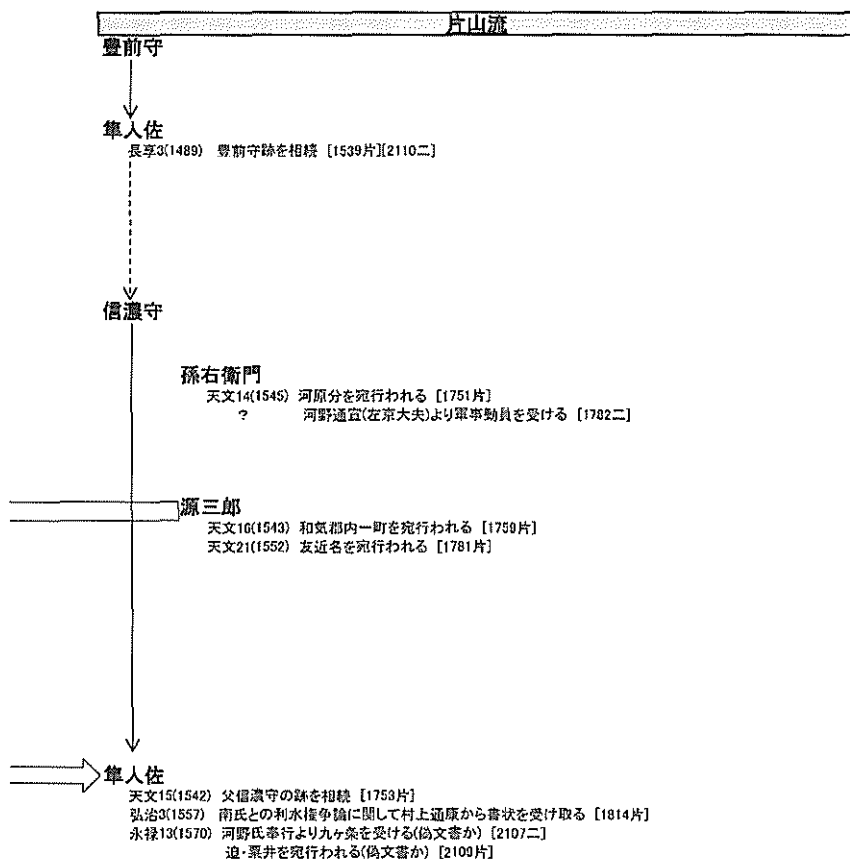 片山流
豊前守
隼人佐
長享3(1489) 豊前守跡を相続 [1539片][2110二]
信濃守
孫右衛門
天文14(1545) 河原分を宛行われる [1751片]
? 河野通宣(左京大夫)より軍事動員を受ける [1782二]
源三郎
天文16(1543) 和気郡内一町を宛行われる [1759片]
天文21(1552) 友近名を宛行われる [1781片]
隼人佐
天文15(1542) 父信濃守の跡を相続 [1753片]
弘治3(1557) 南氏との利水権争論に関して村上通康から書状を受け取る [1814片]
永禄13(1570) 河野氏奉行より九ヶ条を受ける(偽文書か) [2107二]
迫・粟井を宛行われる(偽文書か) [2109片]